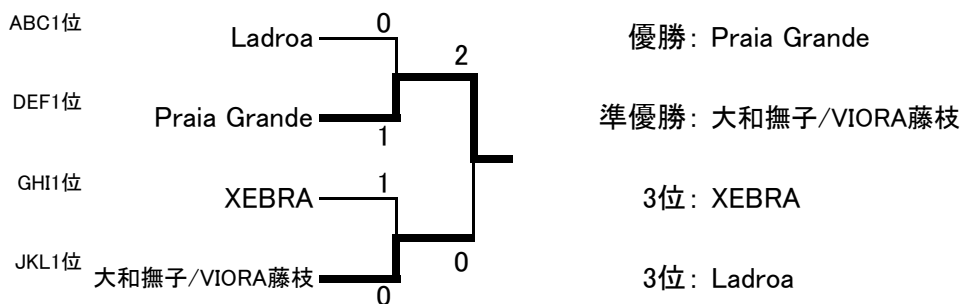 ABC1位
Ladroa
0
優勝: Praia Grande
2
DEF1位
Praia Grande
1
準優勝: 大和撫子/VIORA藤枝
GHI1位
XEBRA
1
3位: XEBRA
JKL1位
大和撫子/VIORA藤枝
0
0
3位: Ladroa